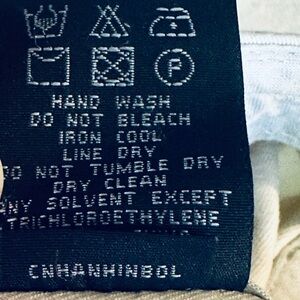 P
HAND WASH
DO NOT BLEACH
IRON COOL
LINE DRY
DO NOT TUMBLE DRY
DRY CLEAN
ANY SOLVENT EXCEPT
TRICHLOROETHYLENE
CNHANHINBOL